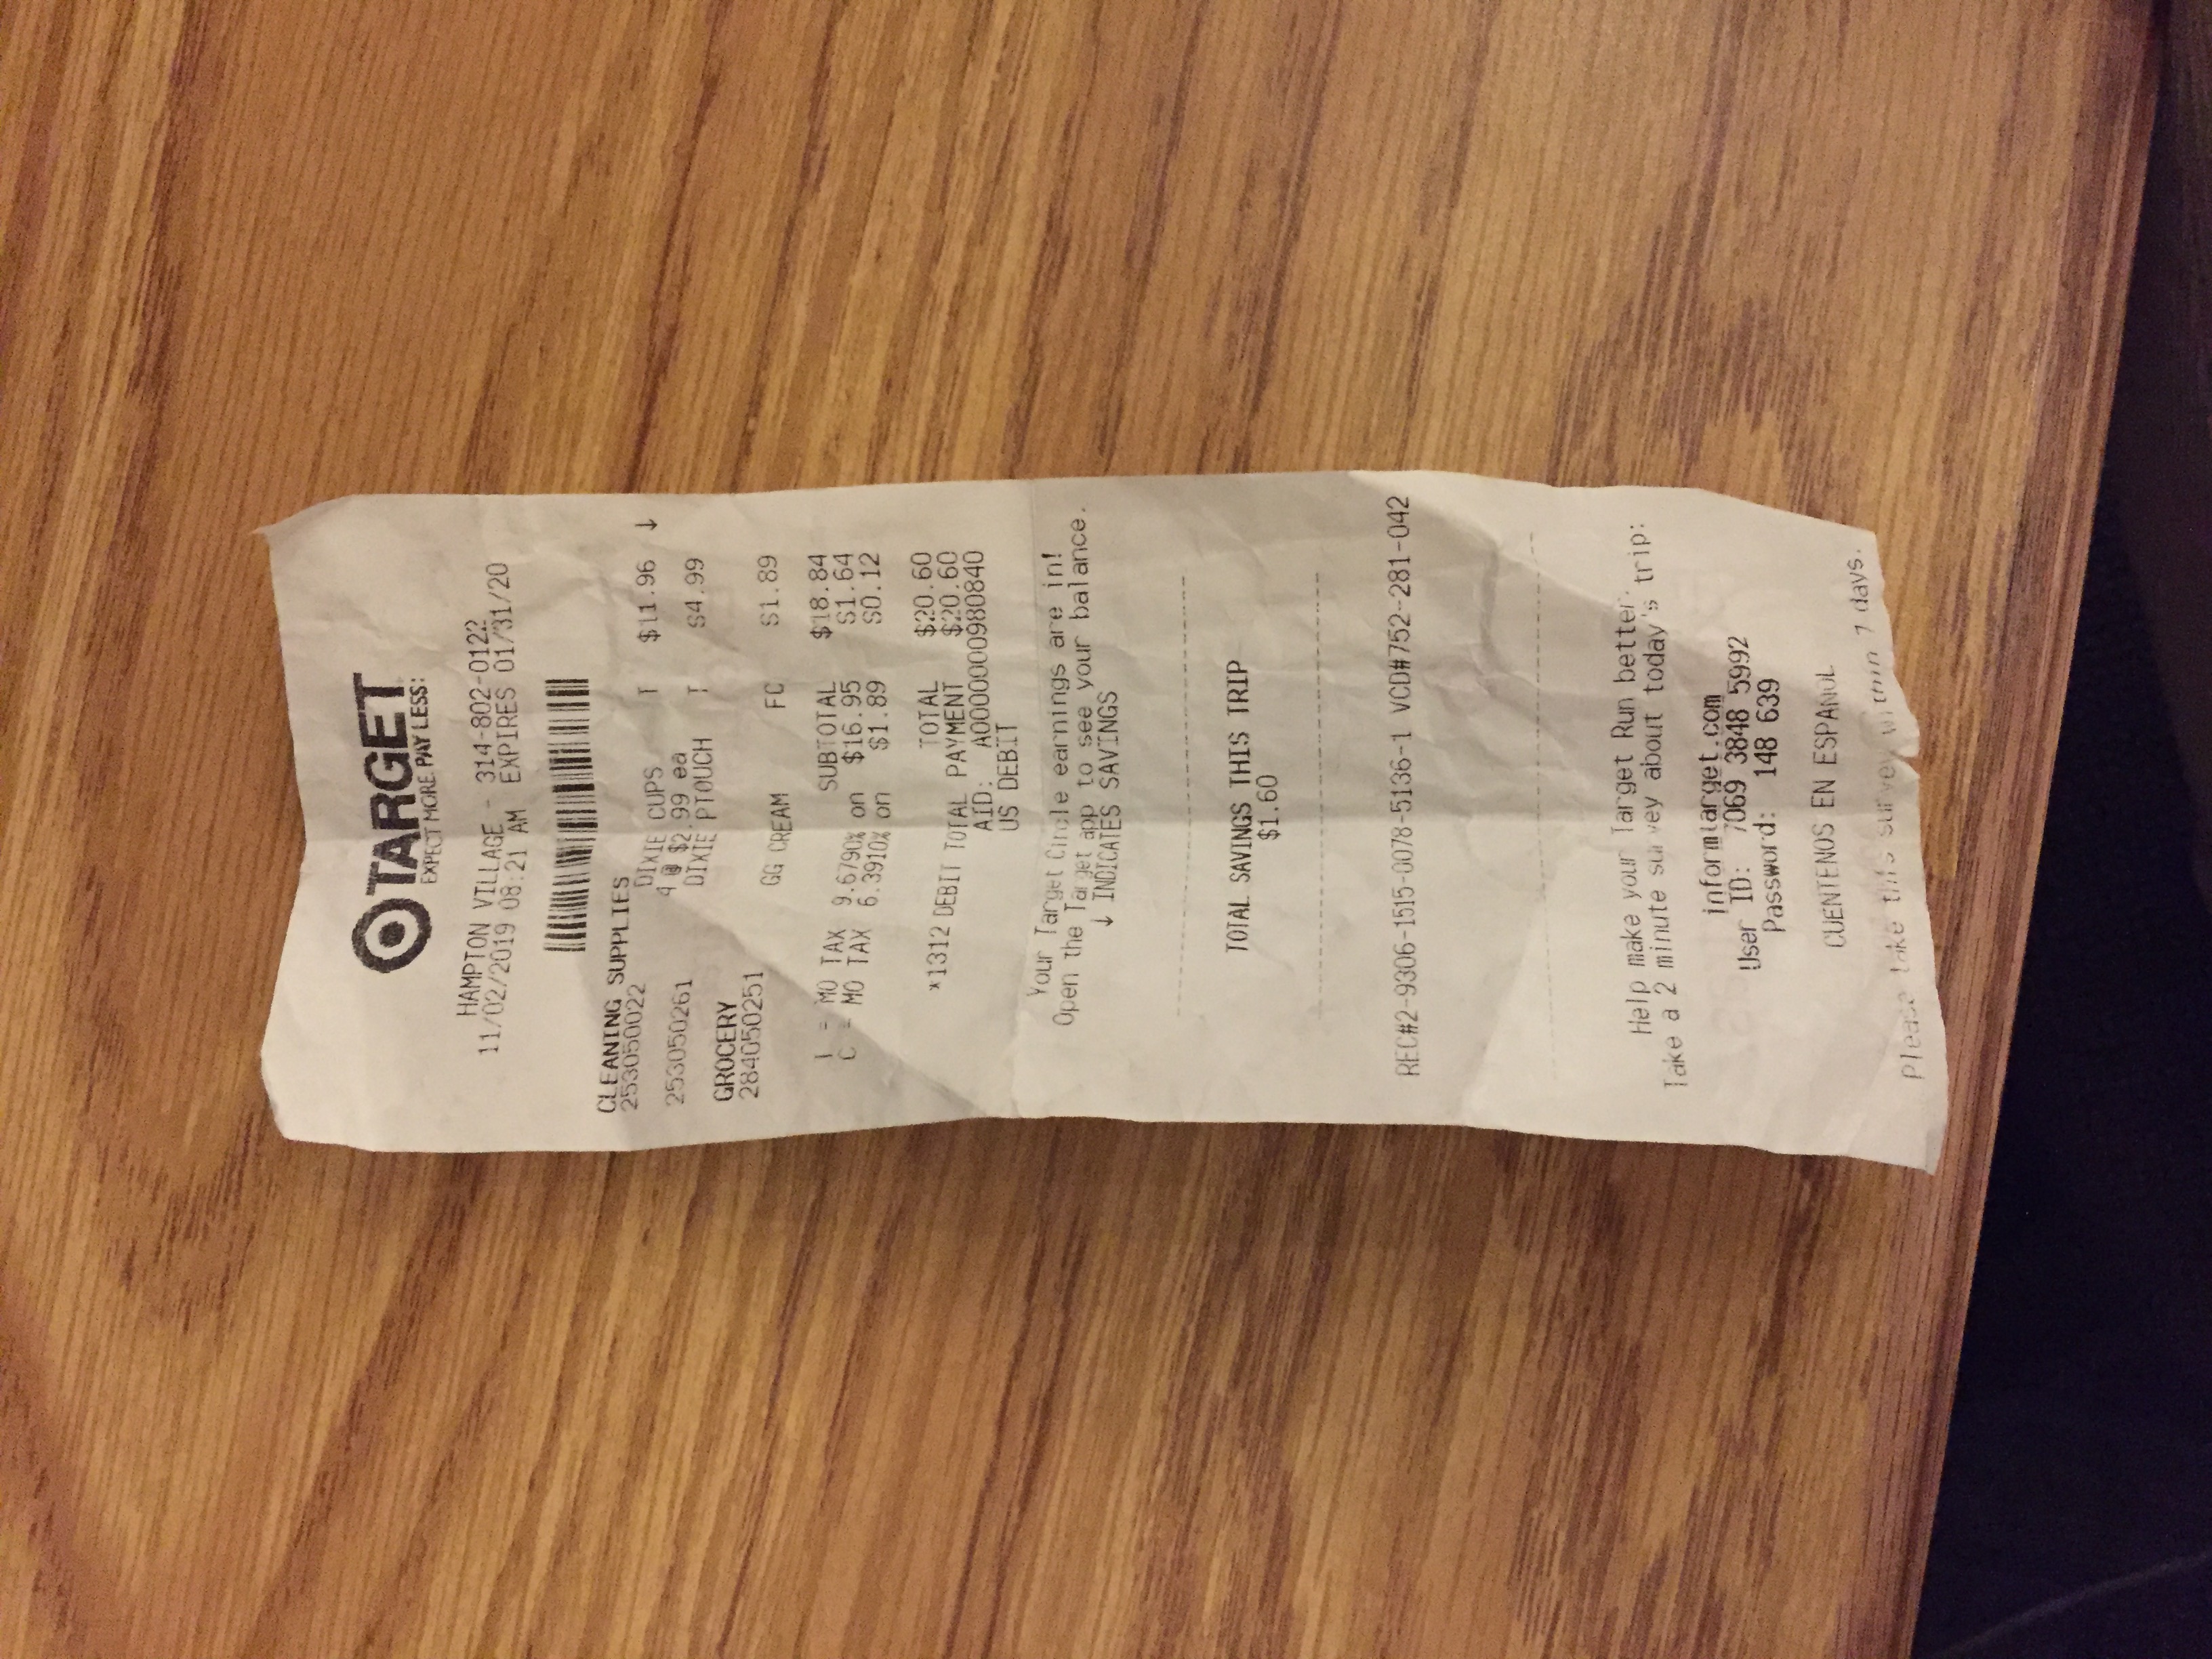 TARGET
EXPECT MORE. PAY LESS.
HAMPTON VILLAGE - 314-802-0122
11/02/2019 08:21 AM EXPIRES 01/31/20
CLEANING SUPPLIES
253050022 DIXIE CUPS T $11.96 ↓
4 @ $2.99 ea
253050261 DIXIE PTOUCH T $4.99
GROCERY
284050251 GG CREAM FC $1.89
SUBTOTAL $18.84
T = MO TAX 9.6790% on $16.95 $1.64
C = MO TAX 6.3910% on $1.89 $0.12
TOTAL $20.60
*1312 DEBIT TOTAL PAYMENT $20.60
AID: A0000000980840
US DEBIT
Your Target Circle earnings are in!
Open the Target app to see your balance.
↓ INDICATES SAVINGS
TOTAL SAVINGS THIS TRIP
$1.60
REC#2-9306-1515-0078-5136-1 VCD#752-281-042
Help make your Target Run better.
Take a 2 minute survey about today's trip:
informtarget.com
User ID: 7069 3848 5992
Password: 148 639
CUENTENOS EN ESPANOL
Please take this survey within 7 days.